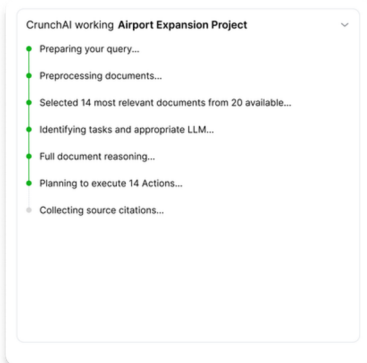 CrunchAI working Airport Expansion Project
Preparing your query...
Preprocessing documents...
Selected 14 most relevant documents from 20 available...
Identifying tasks and appropriate LLM...
Full document reasoning...
Planning to execute 14 Actions...
Collecting source citations...